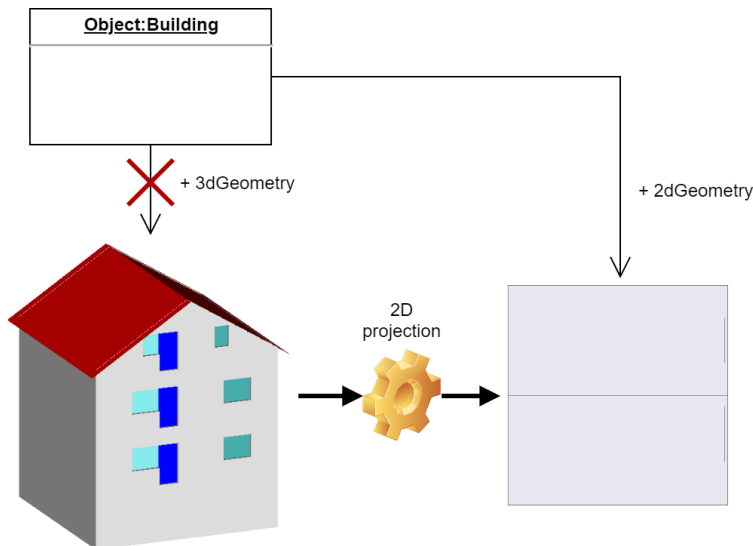 Object:Building
+ 3dGeometry
+ 2dGeometry
2D
projection